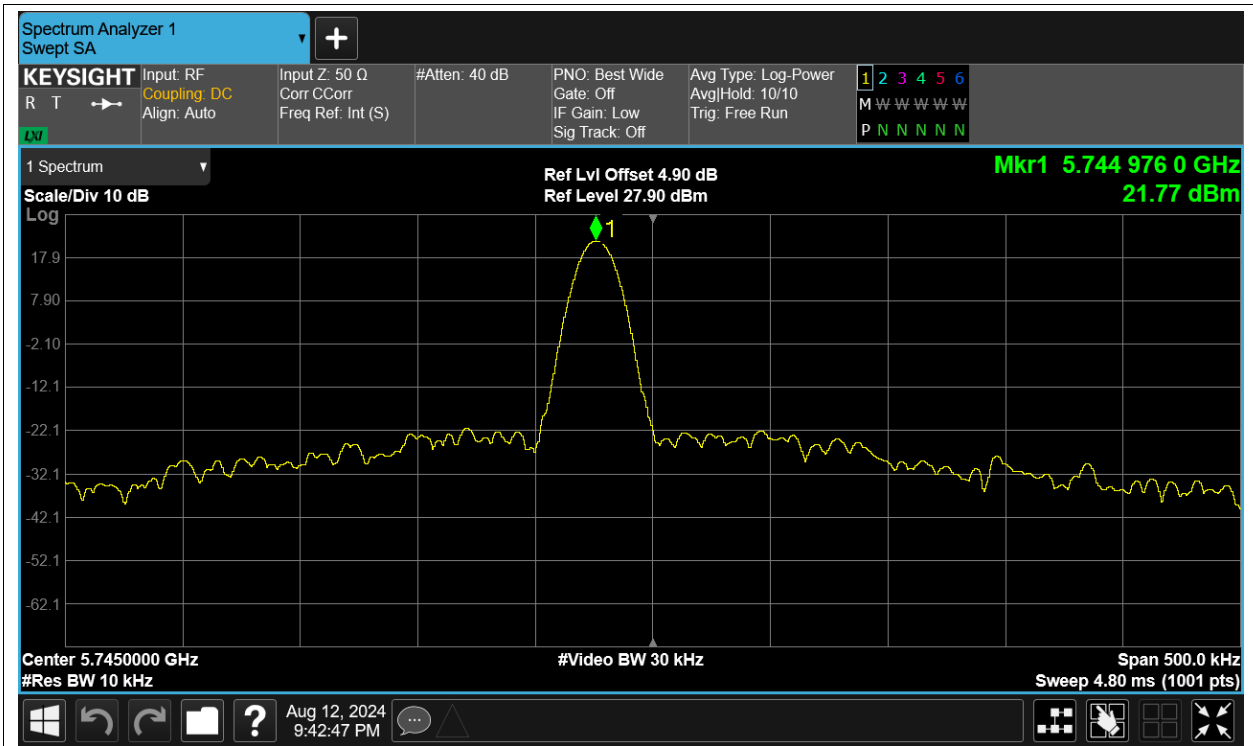 Spectrum Analyzer 1
Swept SA
+
KEYSIGHT
R T
LXI
Input: RF
Coupling: DC
Align: Auto
Input Z: 50 Ω
Corr CCorr
Freq Ref: Int (S)
#Atten: 40 dB
PNO: Best Wide
Gate: Off
IF Gain: Low
Sig Track: Off
Avg Type: Log-Power
Avg|Hold: 10/10
Trig: Free Run
1 2 3 4 5 6
M W W W W W
P N N N N N
1 Spectrum
Scale/Div 10 dB
Log
Ref Lvl Offset 4.90 dB
Ref Level 27.90 dBm
Mkr1 5.744 976 0 GHz
21.77 dBm
1
17.9
7.90
-2.10
-12.1
-22.1
-32.1
-42.1
-52.1
-62.1
Center 5.7450000 GHz
#Res BW 10 kHz
#Video BW 30 kHz
Span 500.0 kHz
Sweep 4.80 ms (1001 pts)
?
Aug 12, 2024
9:42:47 PM